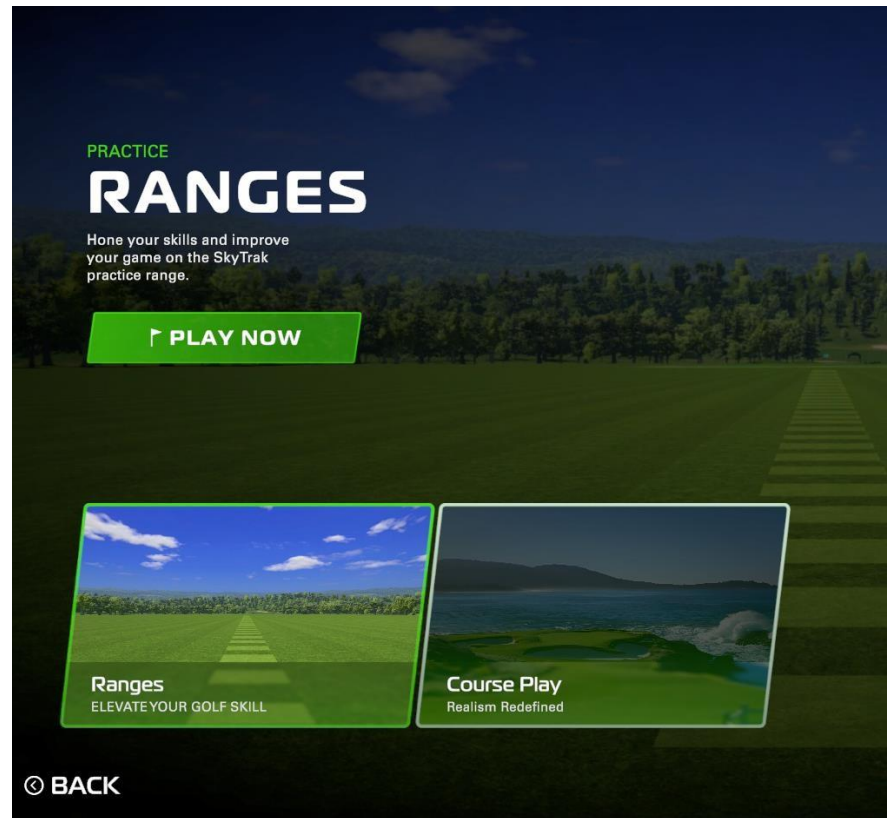 PRACTICE
RANGES
Hone your skills and improve
your game on the SkyTrak
practice range.
PLAY NOW
Ranges
ELEVATE YOUR GOLF SKILL
Course Play
Realism Redefined
BACK